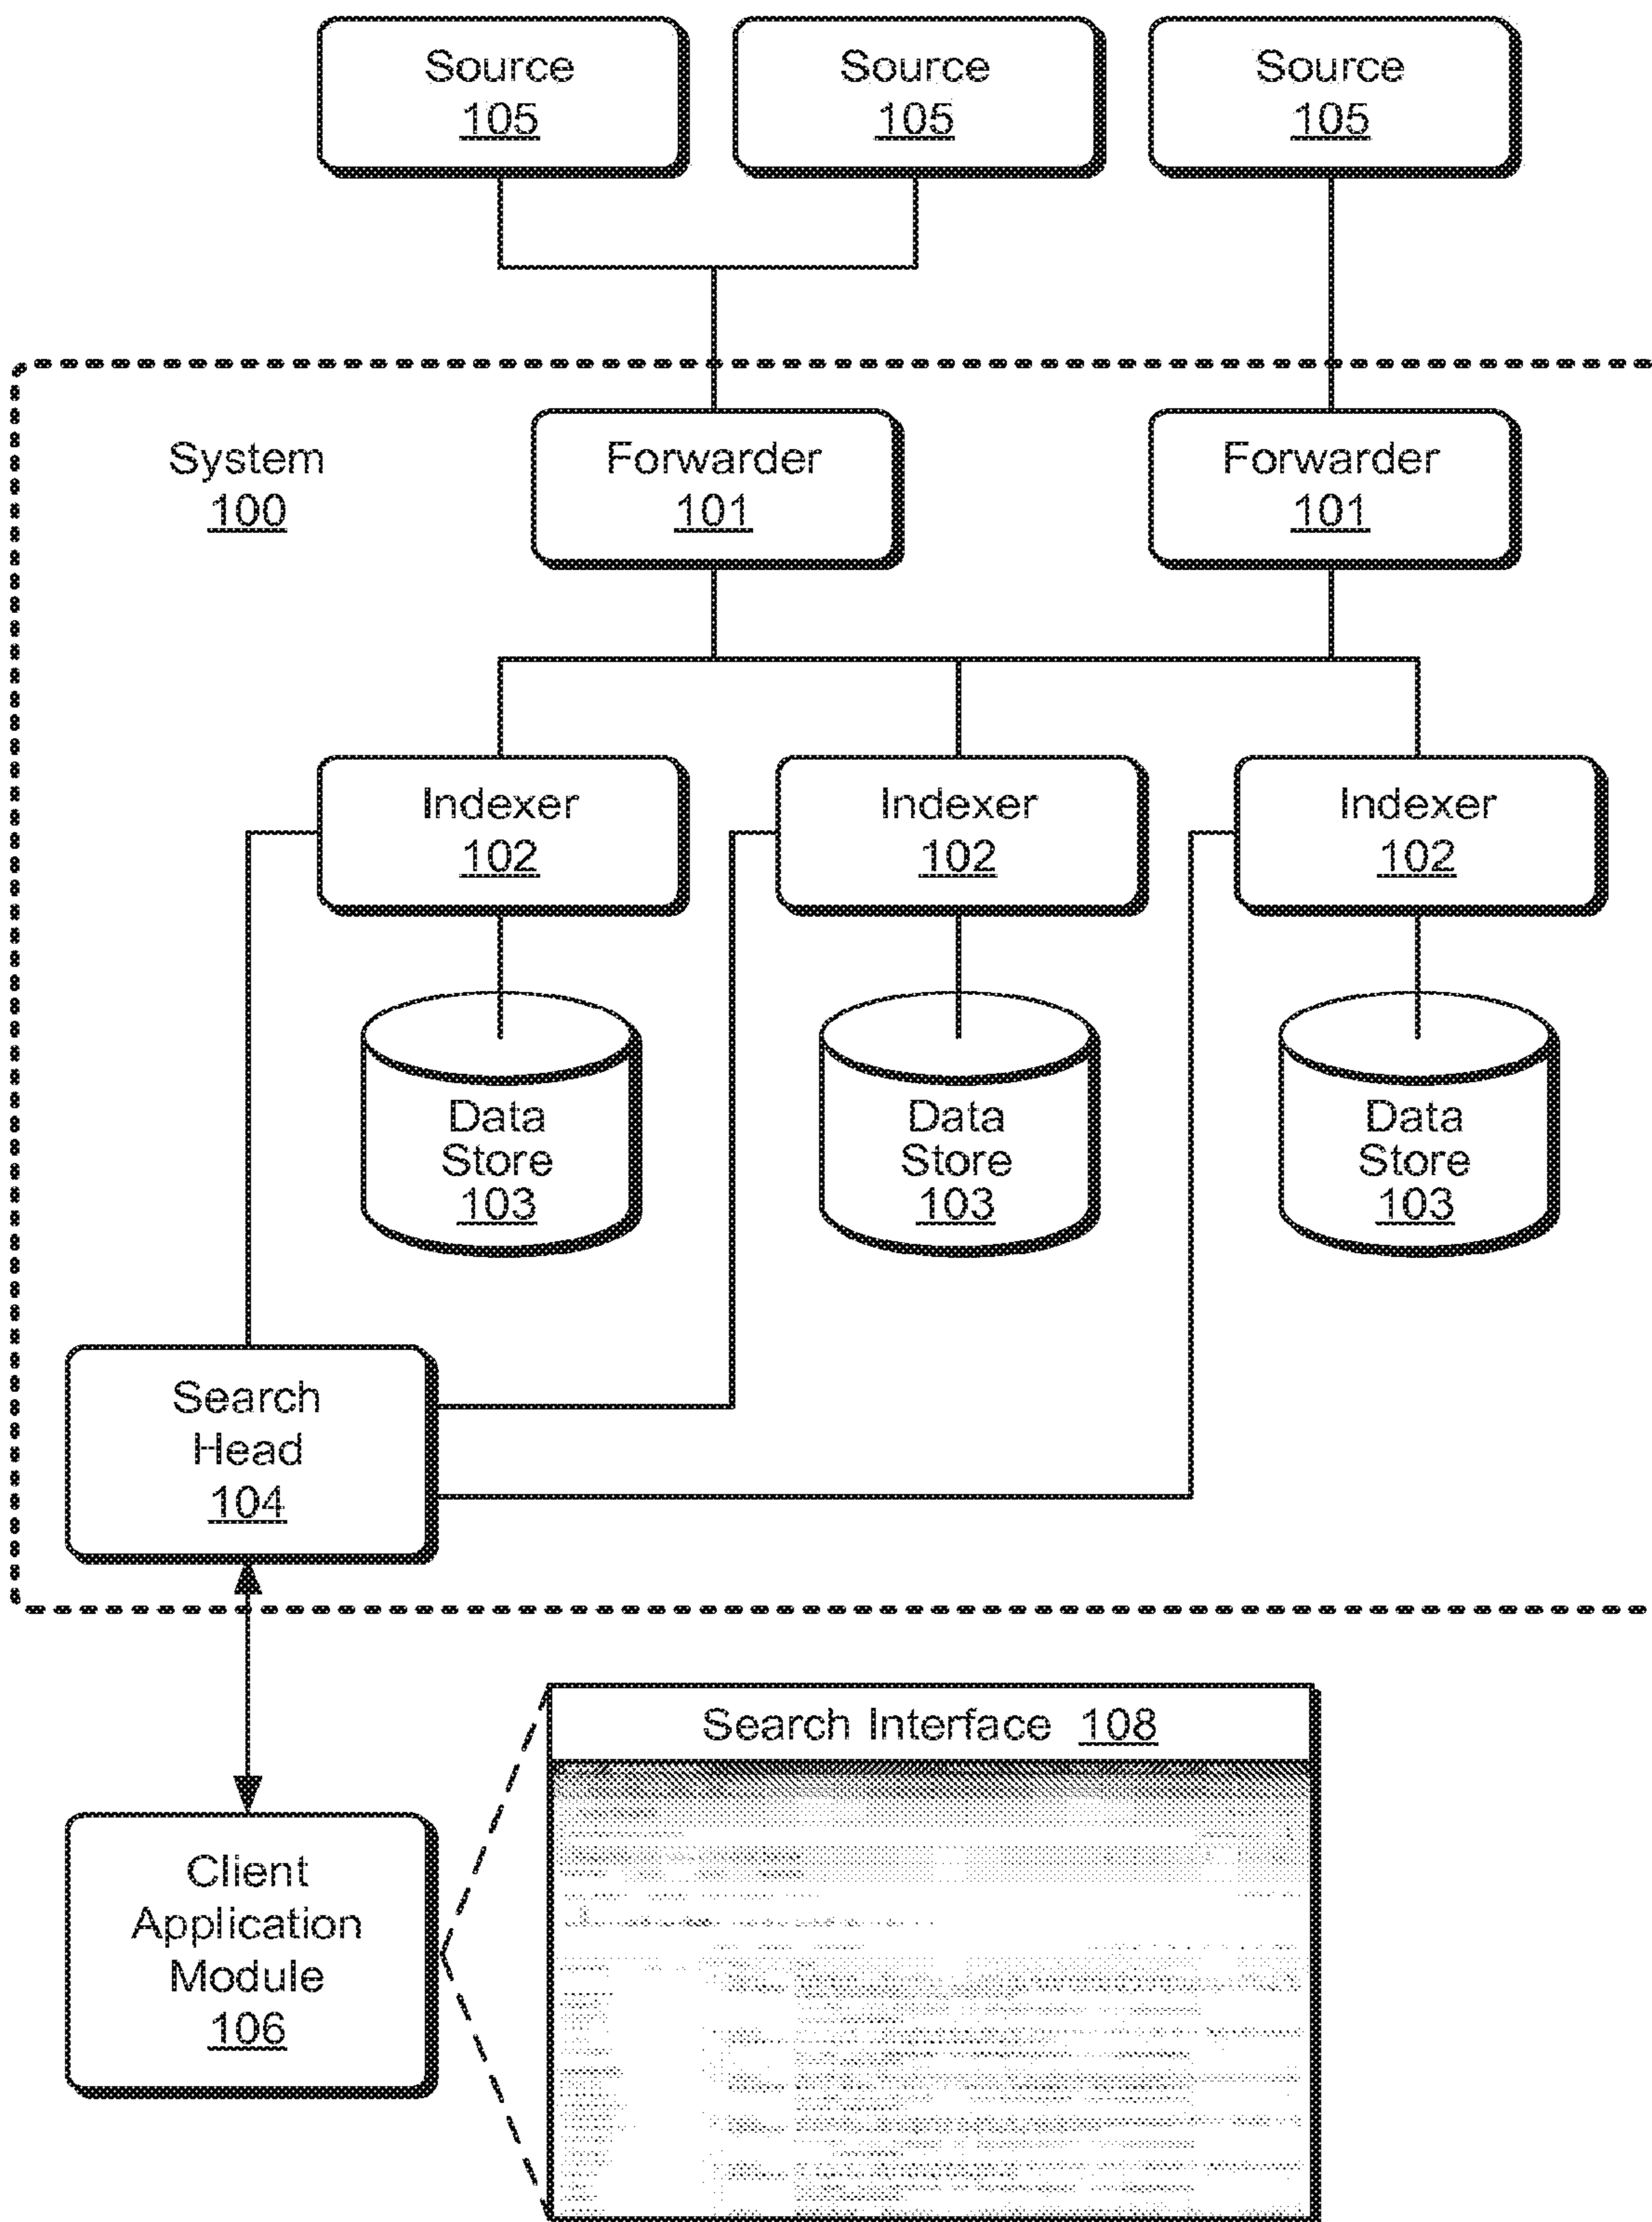 Source
105
Source
105
Source
105
System
100
Forwarder
101
Forwarder
101
Indexer
102
Indexer
102
Indexer
102
Data
Store
103
Data
Store
103
Data
Store
103
Search
Head
104
Search Interface 108
Client
Application
Module
106